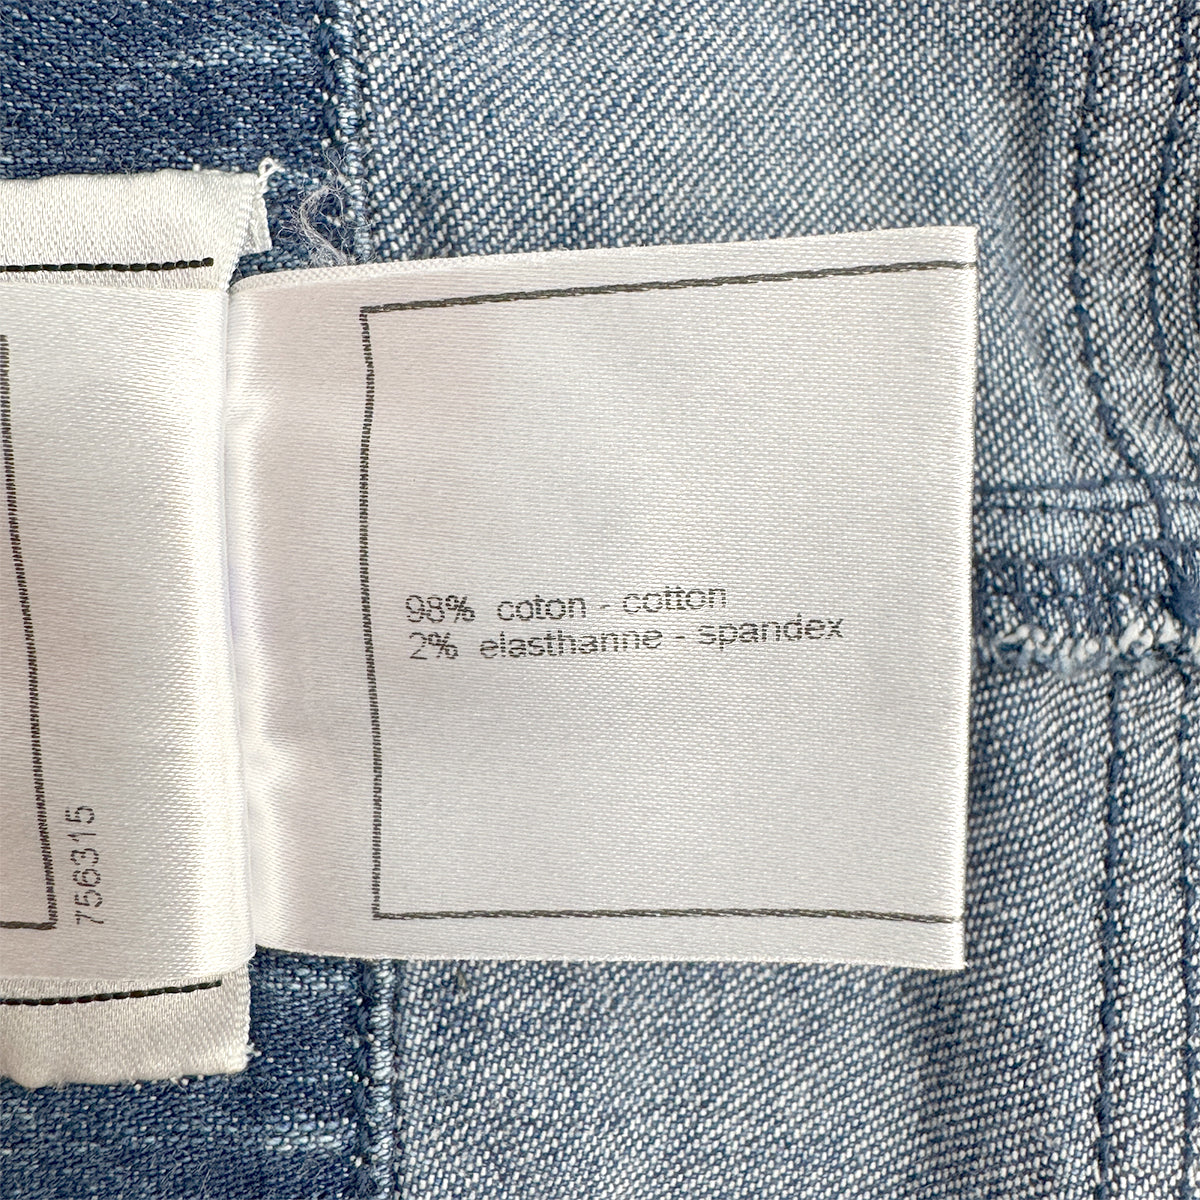 98% coton - cotton
2% elasthanne - spandex
756315